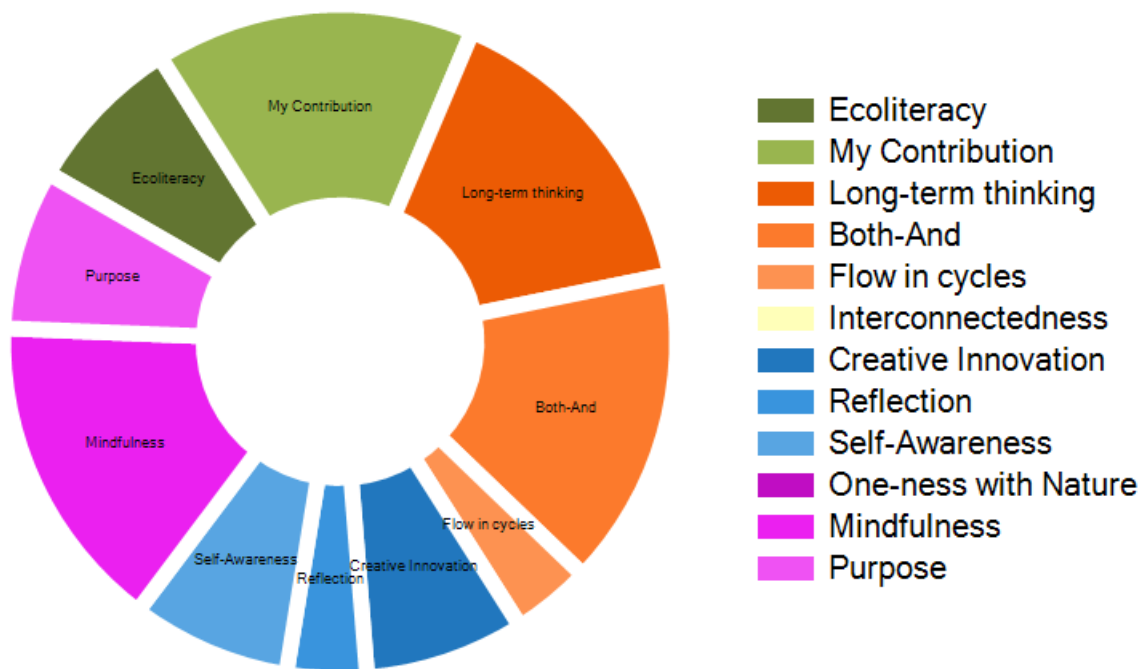 My Contribution
Long-term thinking
Ecoliteracy
Purpose
Both-And
Mindfulness
Flow in cycles
Self-Awareness
Creative Innovation
Reflection
Ecoliteracy
My Contribution
Long-term thinking
Both-And
Flow in cycles
Interconnectedness
Creative Innovation
Reflection
Self-Awareness
One-ness with Nature
Mindfulness
Purpose